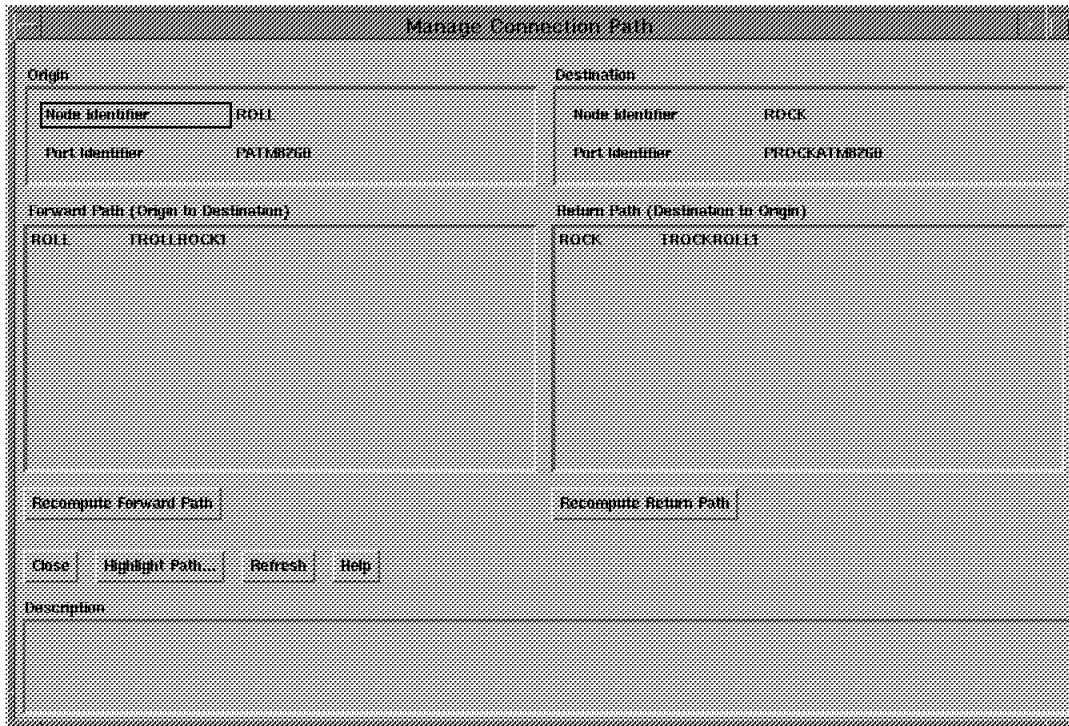 Manage Connection Path
Origin
Node Identifier ROLL
Port Identifier PATM8260
Destination
Node Identifier ROCK
Port Identifier PROCKATM8260
Forward Path (Origin to Destination)
ROLL TROLLROCK1
Return Path (Destination to Origin)
ROCK TROCKROLL1
Recompute Forward Path
Recompute Return Path
Close Highlight Path... Refresh Help
Description